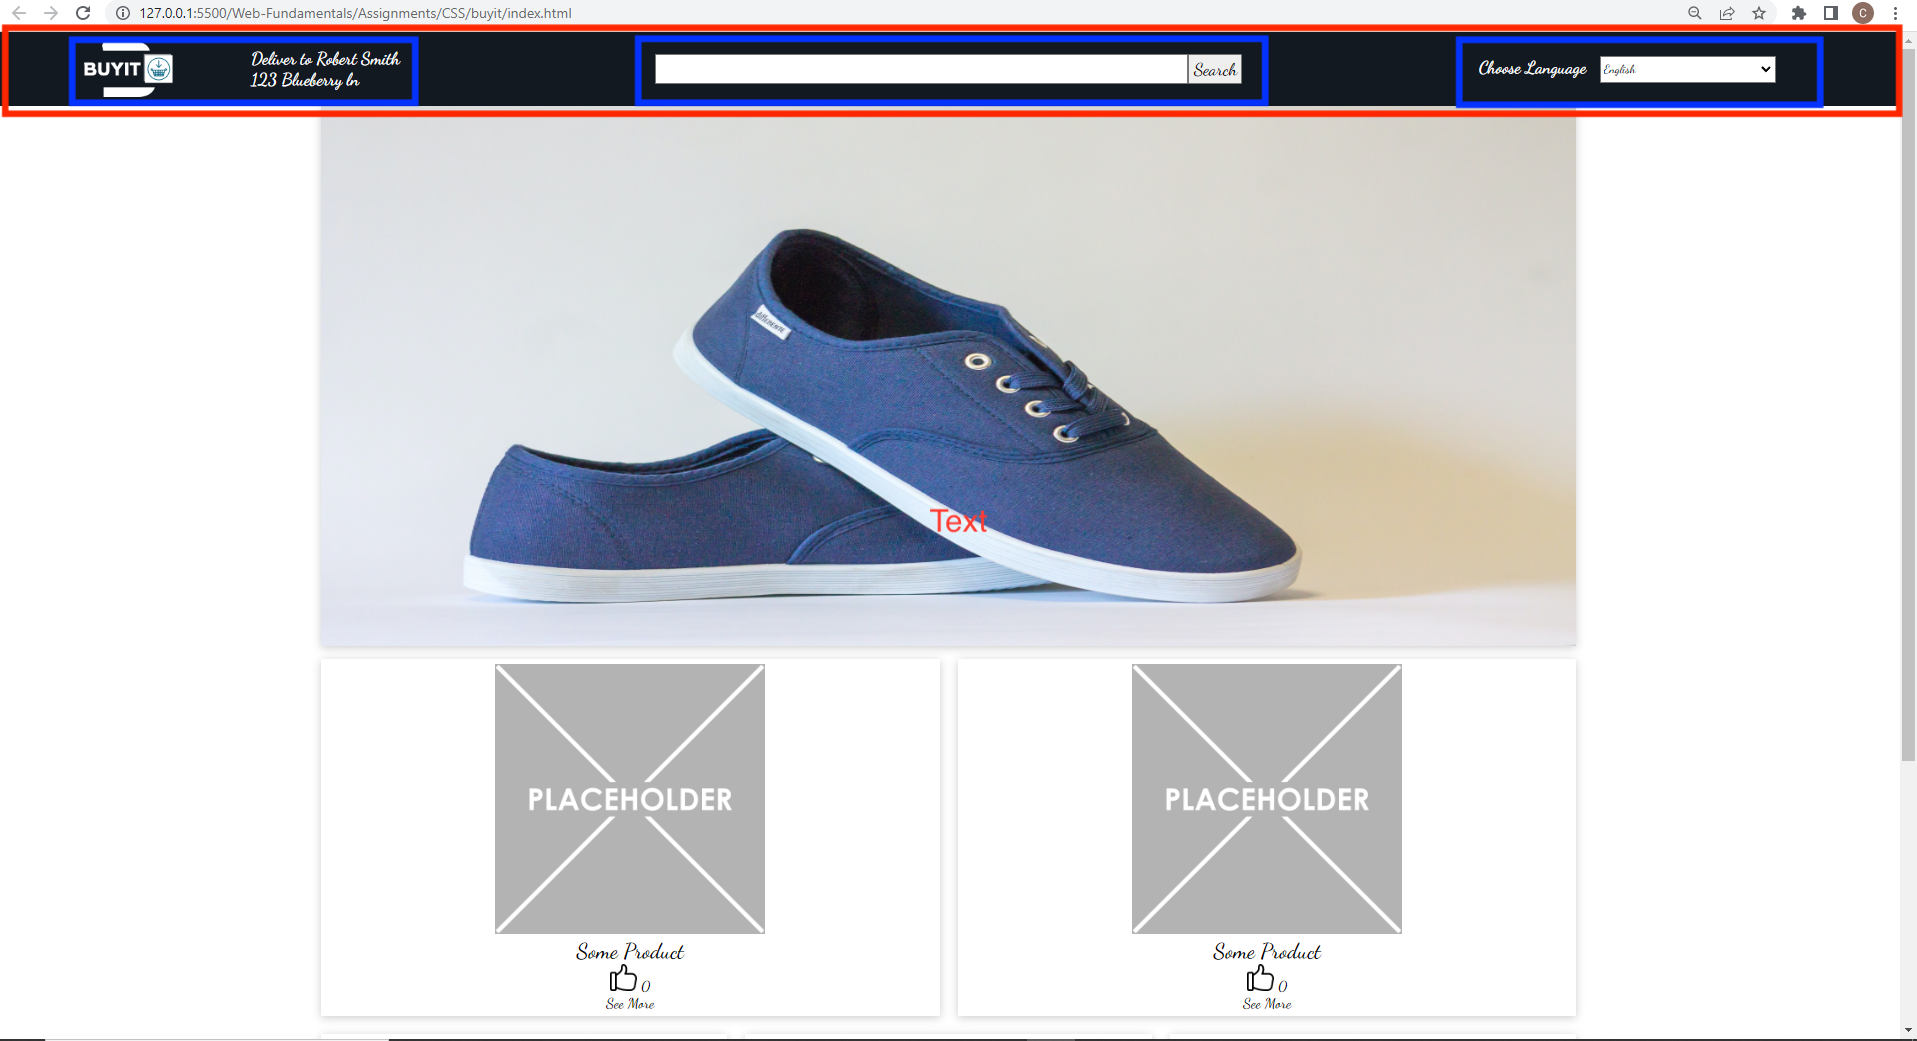 127.0.0.1:5500/Web-Fundamentals/Assignments/CSS/buyit/index.html
C
BUYIT
Deliver to Robert Smith
123 Blueberry ln
Search
Choose Language
English
Text
PLACEHOLDER
Some Product
0
See More
PLACEHOLDER
Some Product
0
See More